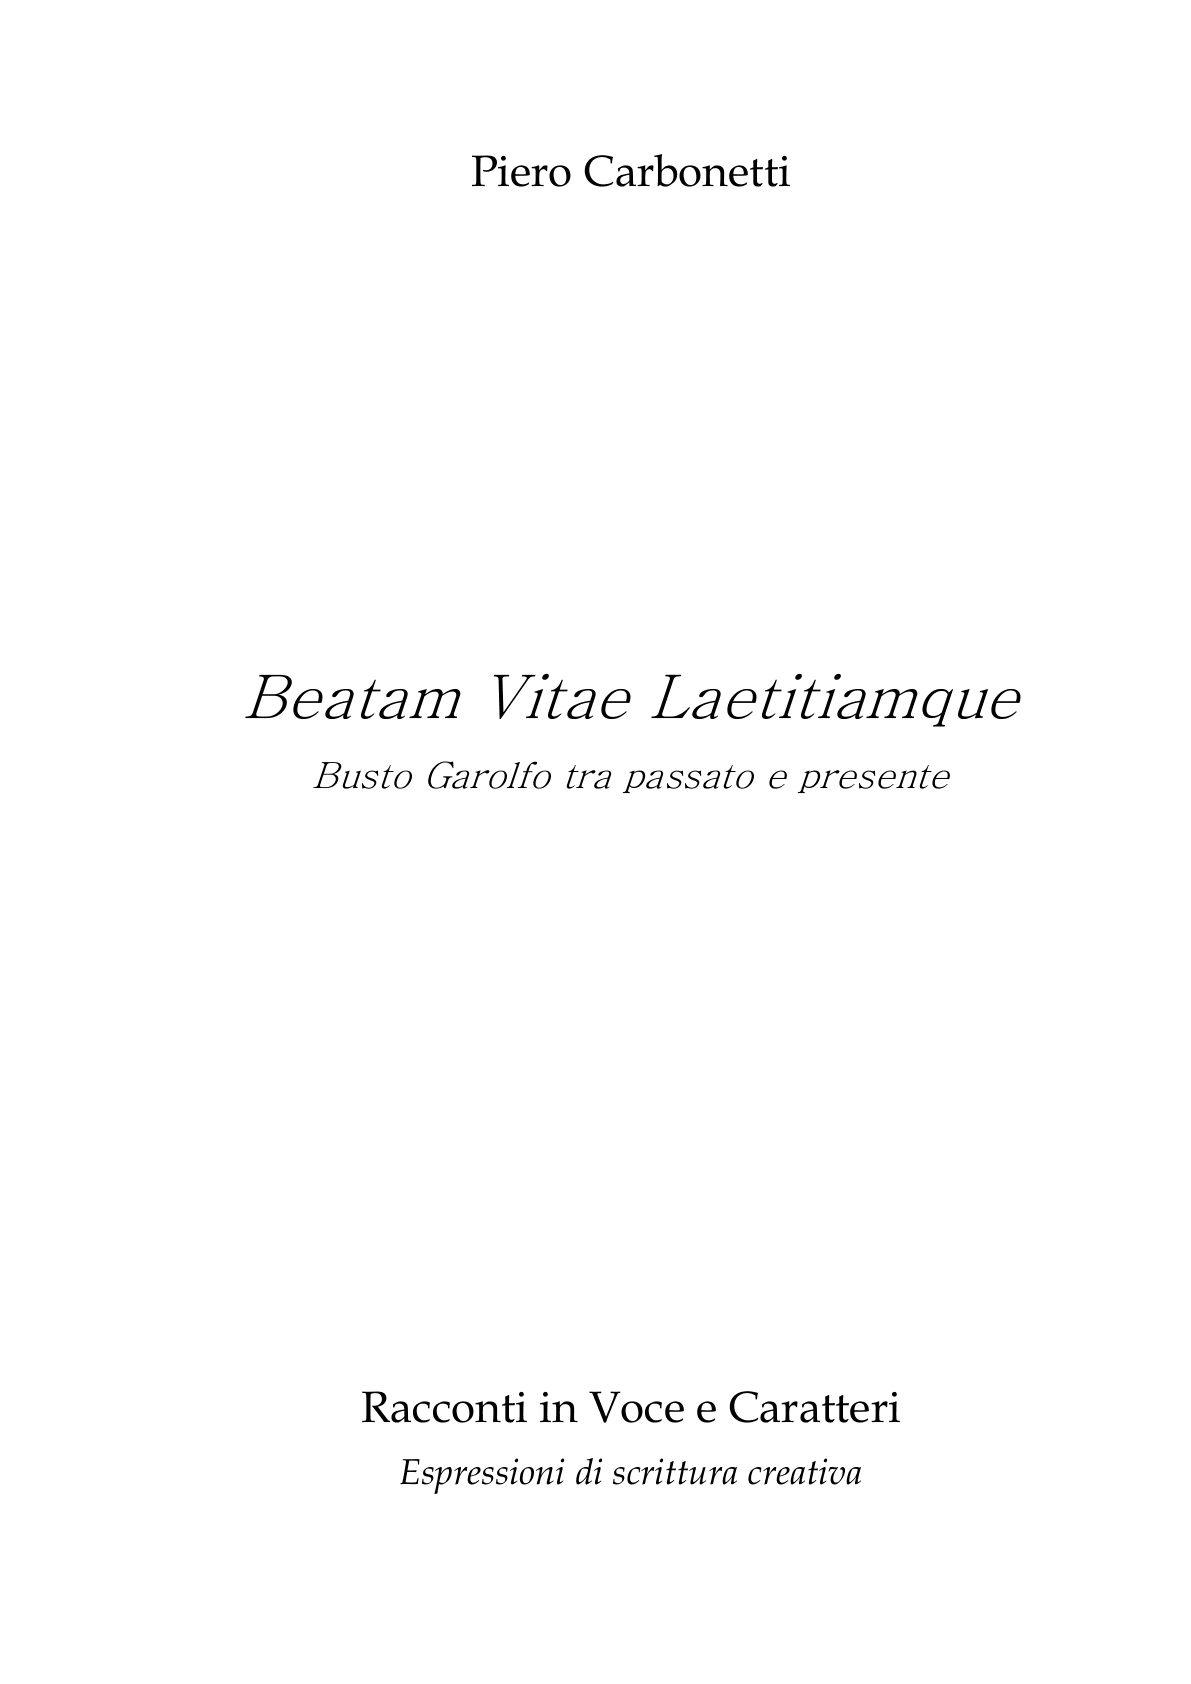 Piero Carbonetti
Beatam Vitae Laetitiamque
Busto Garolfo tra passato e presente
Racconti in Voce e Caratteri
Espressioni di scrittura creativa